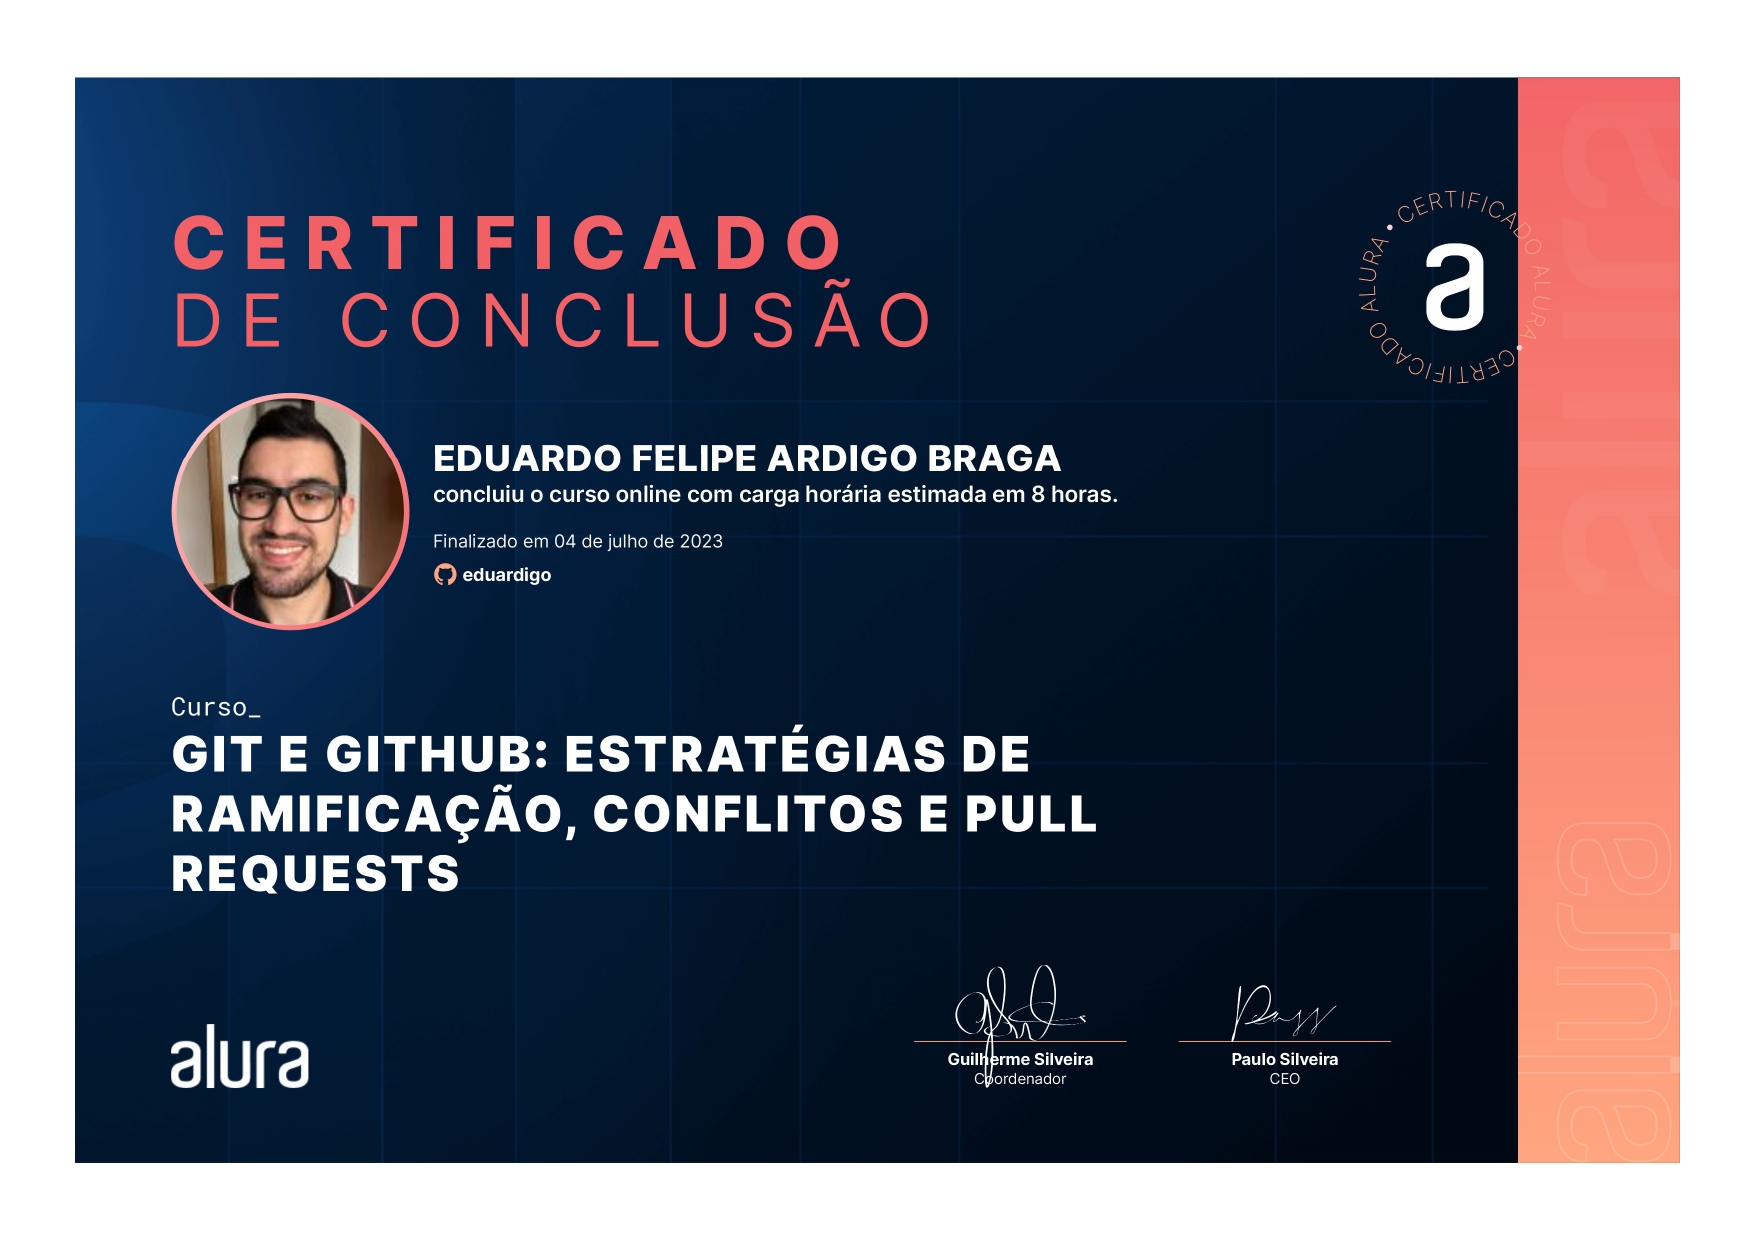 CERTIFICADO
DE CONCLUSÃO
CERTIFICADO ALURA • CERTIFICADO ALURA •
a
EDUARDO FELIPE ARDIGO BRAGA
concluiu o curso online com carga horária estimada em 8 horas.
Finalizado em 04 de julho de 2023
eduardigo
Curso_
GIT E GITHUB: ESTRATÉGIAS DE
RAMIFICAÇÃO, CONFLITOS E PULL
REQUESTS
alura
Guilherme Silveira
Coordenador
Paulo Silveira
CEO
alura
alura